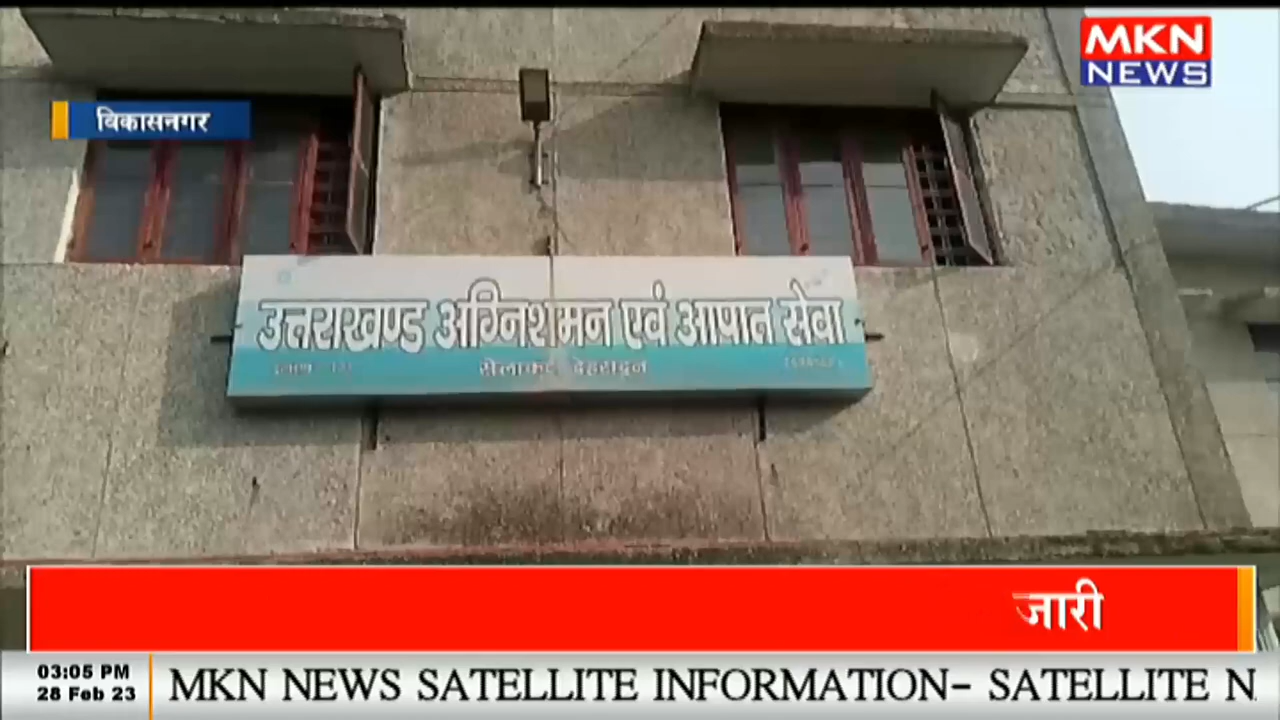 MKN
NEWS
विकासनगर
उत्तराखण्ड अग्निशमन एवं आपात सेवा
सेलाकुई देहरादून
जारी
03:05 PM
28 Feb 23
MKN NEWS SATELLITE INFORMATION- SATELLITE N